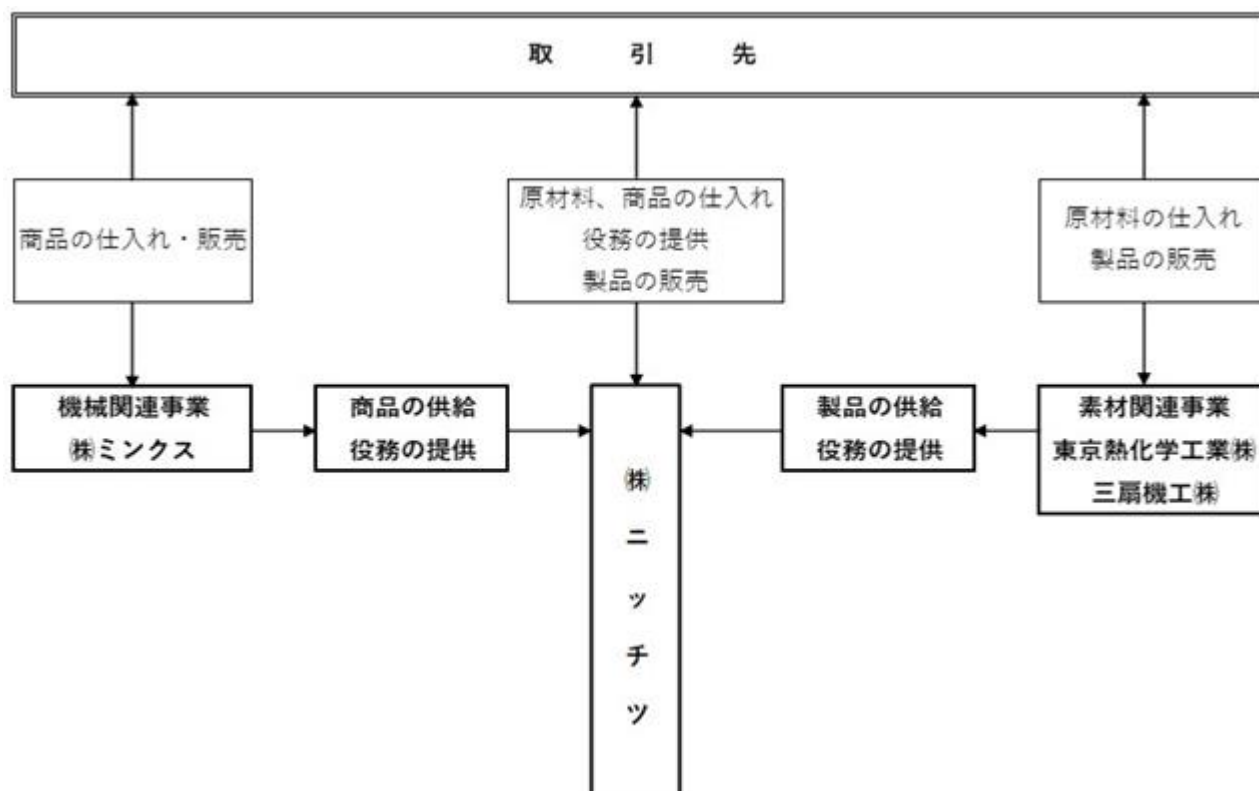 取引先
商品の仕入れ・販売
原材料、商品の仕入れ
役務の提供
製品の販売
原材料の仕入れ
製品の販売
機械関連事業
㈱ミンクス
商品の供給
役務の提供
㈱ニッチツ
製品の供給
役務の提供
素材関連事業
東京熱化学工業㈱
三扇機工㈱